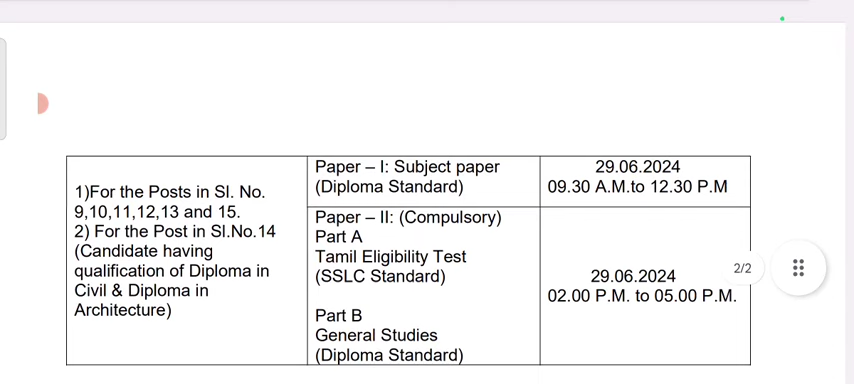 1)For the Posts in Sl. No.
9,10,11,12,13 and 15.
2) For the Post in Sl.No.14
(Candidate having
qualification of Diploma in
Civil & Diploma in
Architecture)
Paper – I: Subject paper
(Diploma Standard)
29.06.2024
09.30 A.M.to 12.30 P.M
Paper – II: (Compulsory)
Part A
Tamil Eligibility Test
(SSLC Standard)
Part B
General Studies
(Diploma Standard)
29.06.2024
02.00 P.M. to 05.00 P.M.
2/2